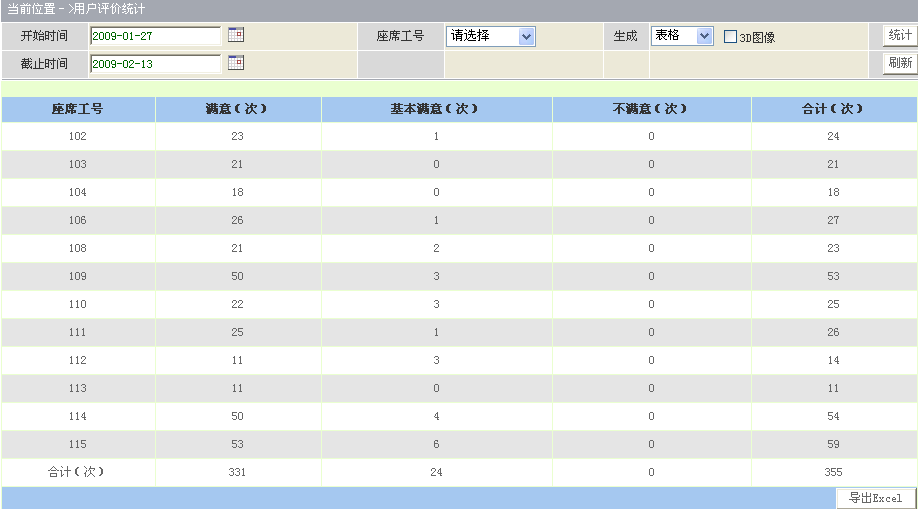 当前位置->用户评价统计
开始时间 2009-01-27 座席工号 请选择 生成 表格 3D图像 统计
截止时间 2009-02-13 刷新
座席工号 满意(次) 基本满意(次) 不满意(次) 合计(次)
102 23 1 0 24
103 21 0 0 21
104 18 0 0 18
106 26 1 0 27
108 21 2 0 23
109 50 3 0 53
110 22 3 0 25
111 25 1 0 26
112 11 3 0 14
113 11 0 0 11
114 50 4 0 54
115 53 6 0 59
合计(次) 331 24 0 355
导出Excel